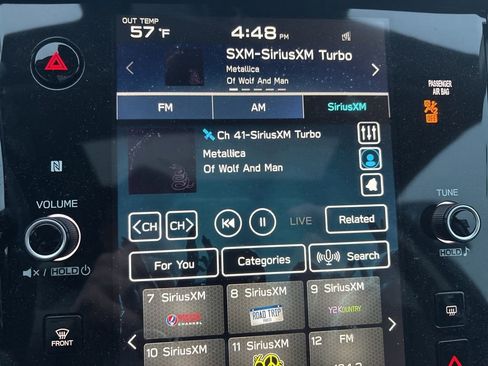 OUT TEMP
57 °F
4:48 PM
SXM-SiriusXM Turbo
Metallica
Of Wolf And Man
PASSENGER
AIR BAG
OFF
FM
AM
SiriusXM
Ch 41-SiriusXM Turbo
Metallica
Of Wolf And Man
VOLUME
TUNE
<CH
CH>
LIVE
Related
HOLD
HOLD
For You
Categories
Search
7 SiriusXM
8 SiriusXM
9 SiriusXM
CHANNEL
ROAD TRIP
Y2KOUNTRY
FRONT
10 SiriusXM
11 SiriusXM
12 FM